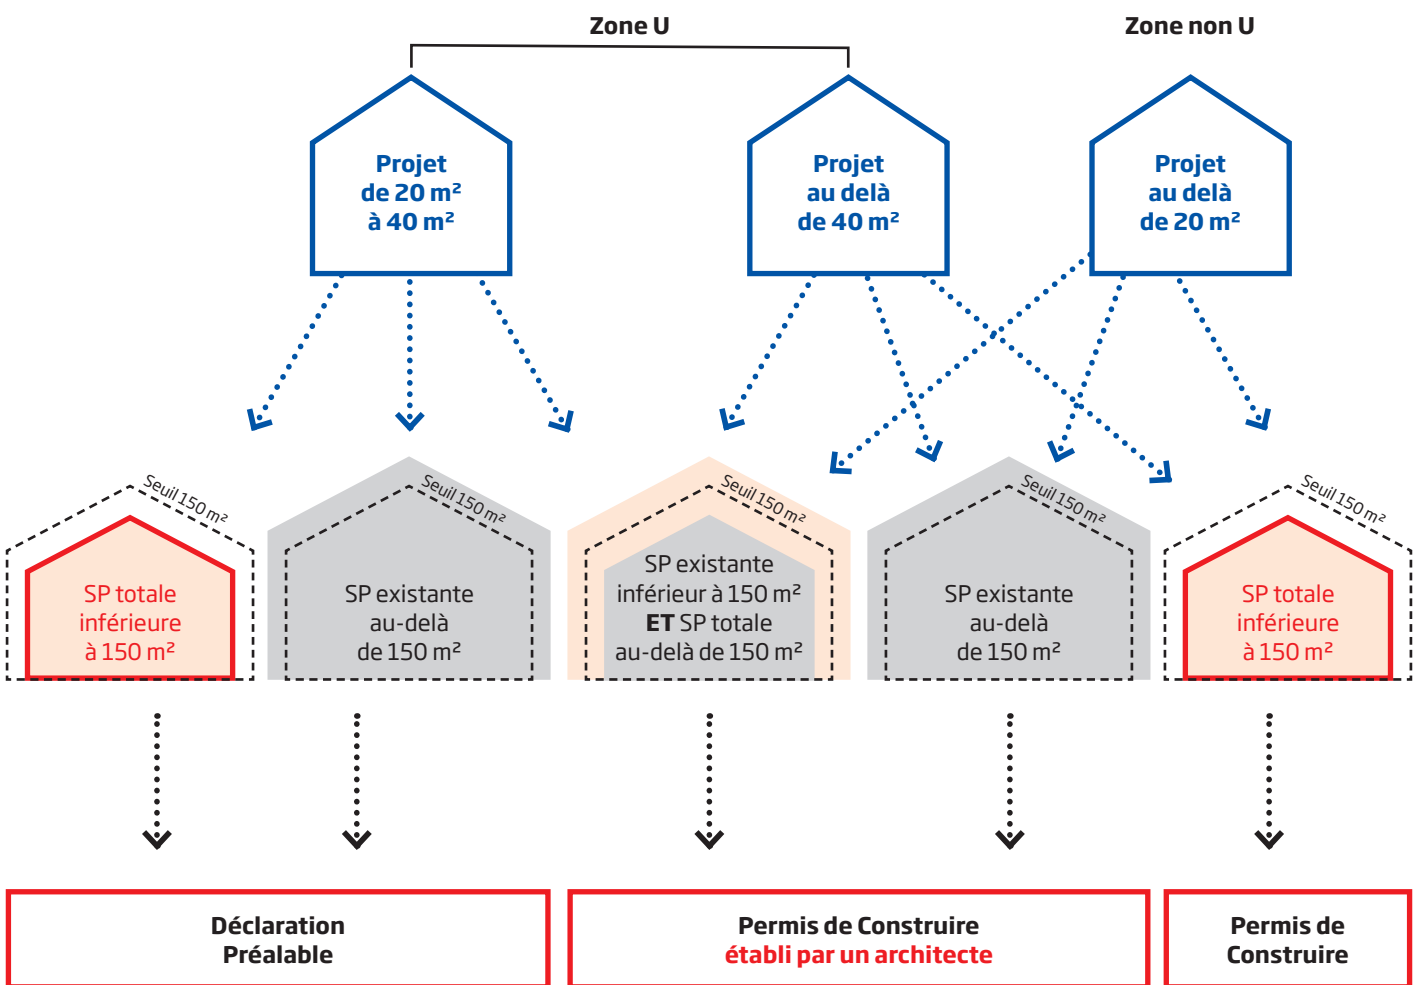 Zone U
Zone non U
Projet
de 20 m²
à 40 m²
Projet
au delà
de 40 m²
Projet
au delà
de 20 m²
Seuil 150 m²
SP totale
inférieure
à 150 m²
Seuil 150 m²
SP existante
au-delà
de 150 m²
Seuil 150 m²
SP existante
inférieur à 150 m²
ET SP totale
au-delà de 150 m²
Seuil 150 m²
SP existante
au-delà
de 150 m²
Seuil 150 m²
SP totale
inférieure
à 150 m²
Déclaration
Préalable
Permis de Construire
établi par un architecte
Permis de
Construire